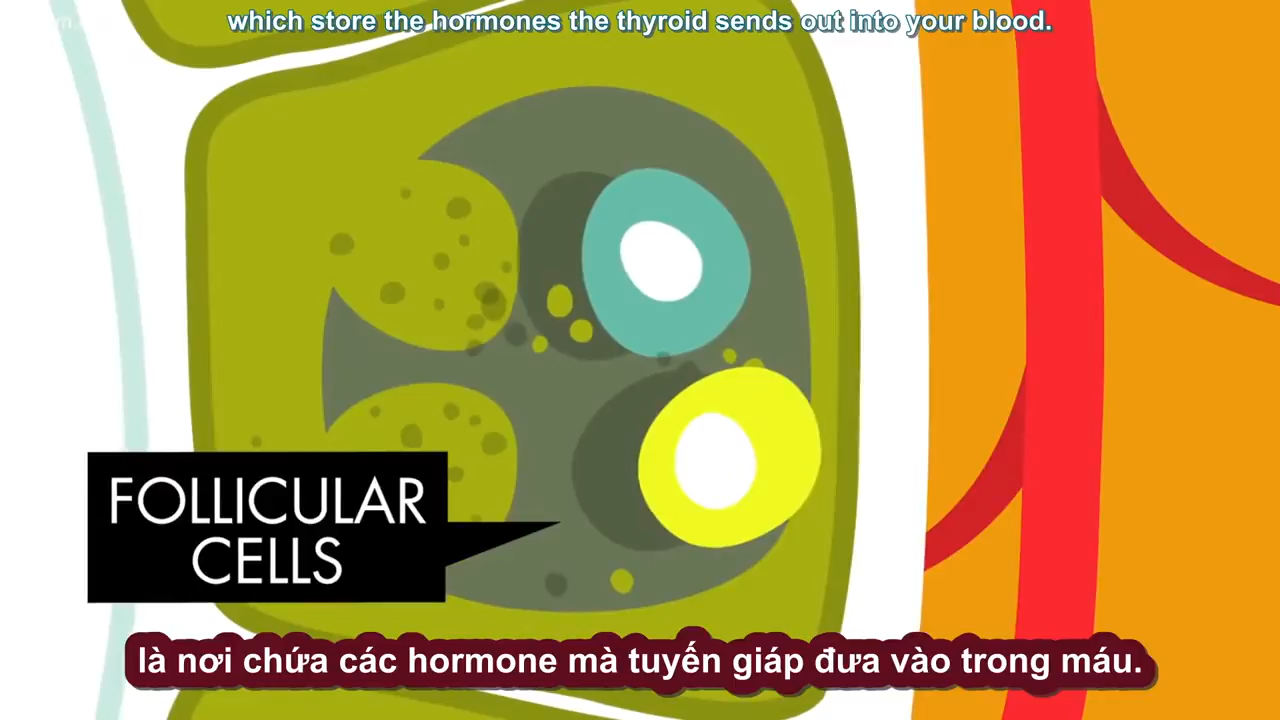 which store the hormones the thyroid sends out into your blood.
FOLLICULAR
CELLS
là nơi chứa các hormone mà tuyến giáp đưa vào trong máu.